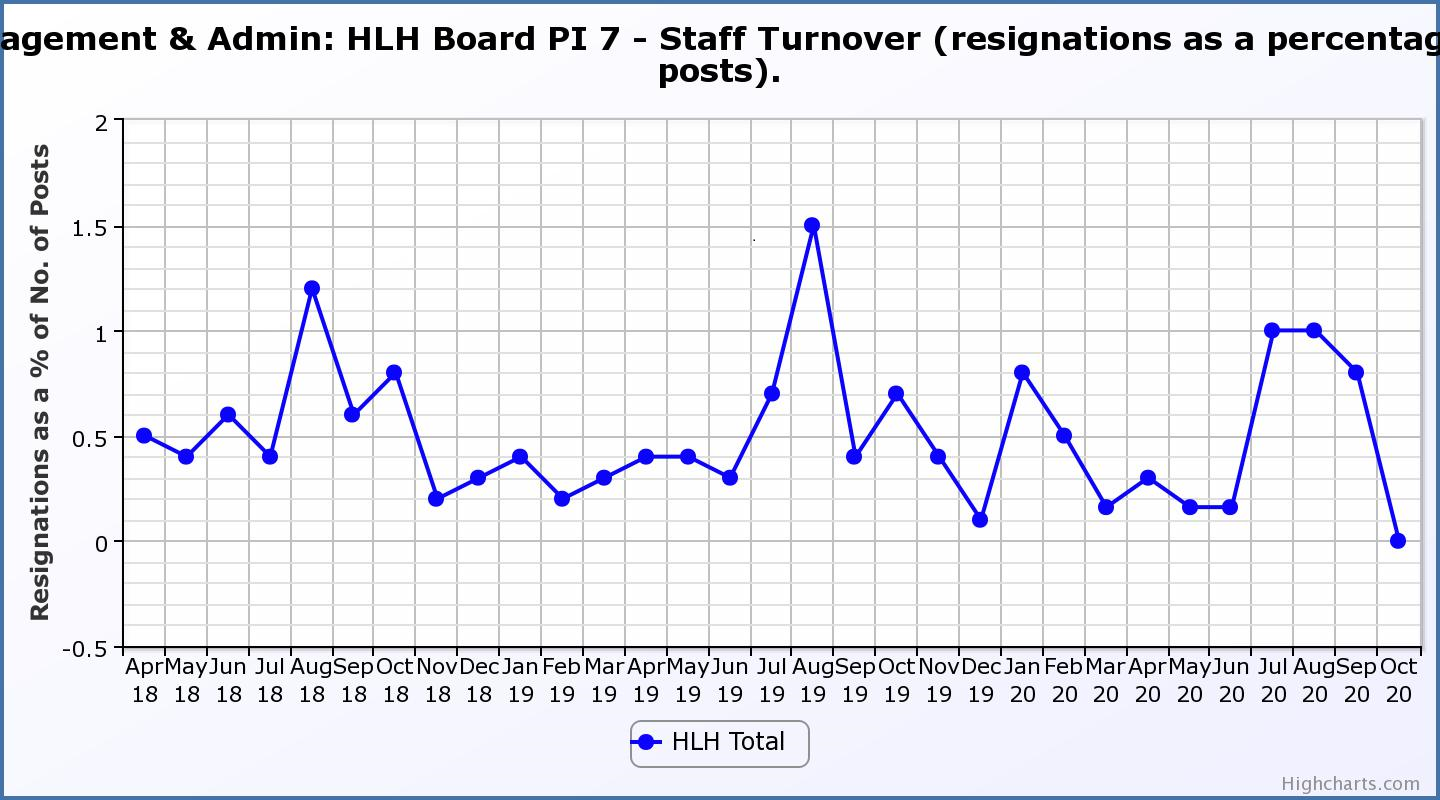 agement & Admin: HLH Board PI 7 - Staff Turnover (resignations as a percentag
posts).
Resignations as a % of No. of Posts
2
1.5
1
0.5
0
-0.5
Apr May Jun Jul Aug Sep Oct Nov Dec Jan Feb Mar Apr May Jun Jul Aug Sep Oct Nov Dec Jan Feb Mar Apr May Jun Jul Aug Sep Oct
18 18 18 18 18 18 18 18 18 19 19 19 19 19 19 19 19 19 19 19 19 20 20 20 20 20 20 20 20 20 20
HLH Total
Highcharts.com